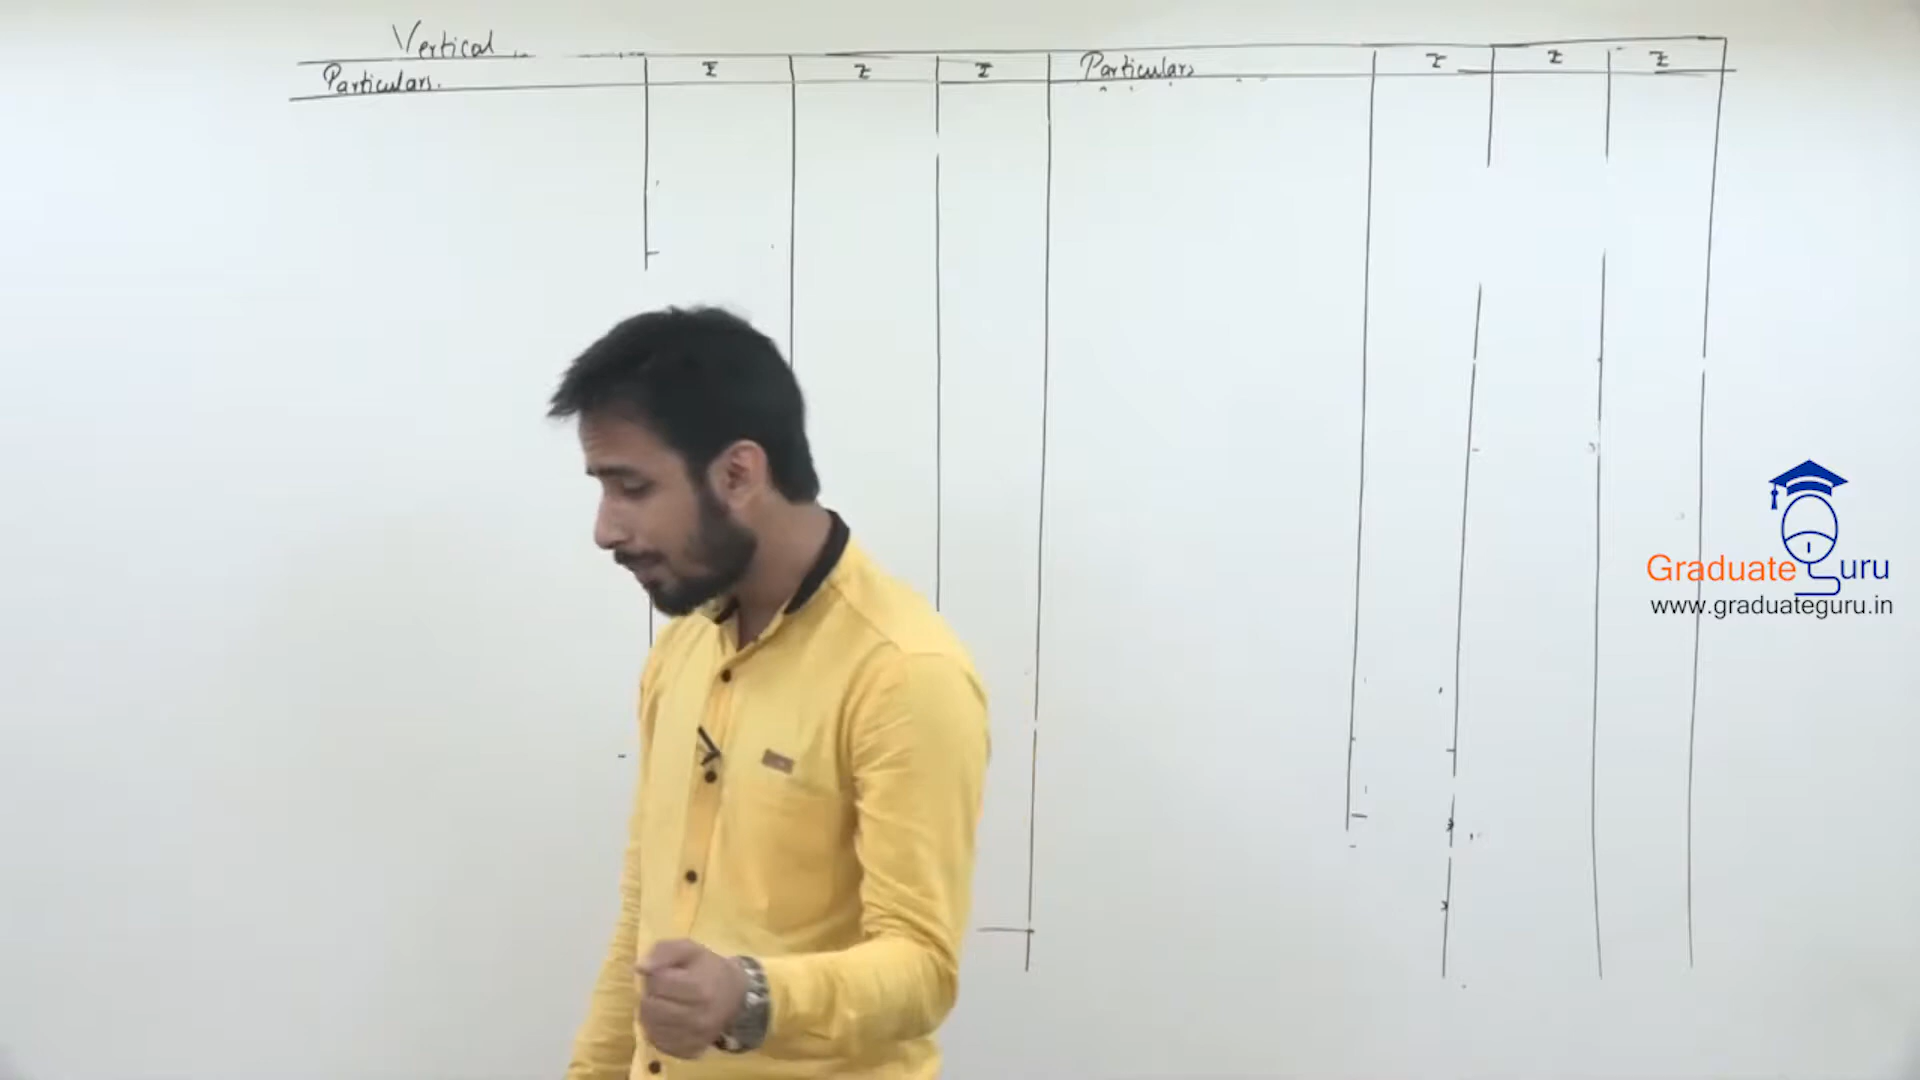 Vertical
Particulars. ₹ ₹ ₹ Particulars ₹ ₹ ₹
Graduate Guru
www.graduateguru.in